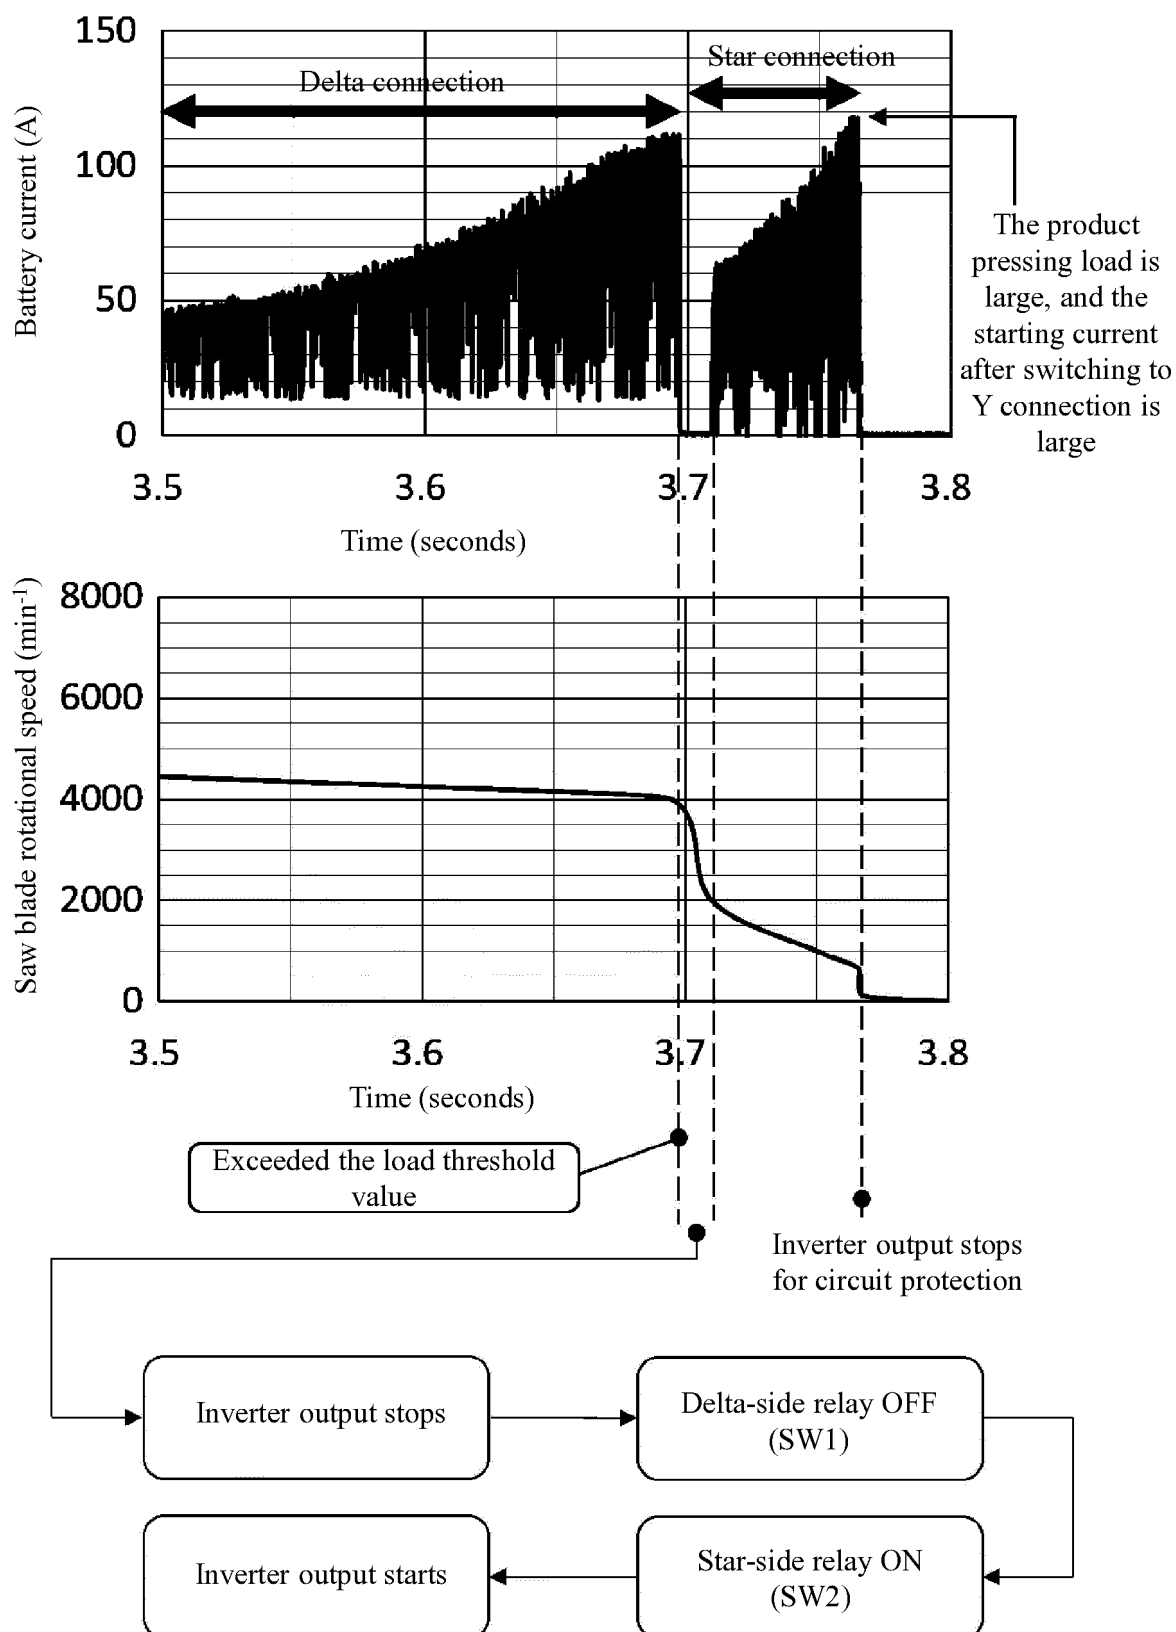 150
Star connection
Delta connection
100
Battery current (A)
50
0
The product
pressing load is
large, and the
starting current
after switching to
Y connection is
large
3.5 3.6 3.7 3.8
Time (seconds)
8000
6000
Saw blade rotational speed (min-1)
4000
2000
0
3.5 3.6 3.7 3.8
Time (seconds)
Exceeded the load threshold
value
Inverter output stops
for circuit protection
Inverter output stops
Delta-side relay OFF
(SW1)
Inverter output starts
Star-side relay ON
(SW2)